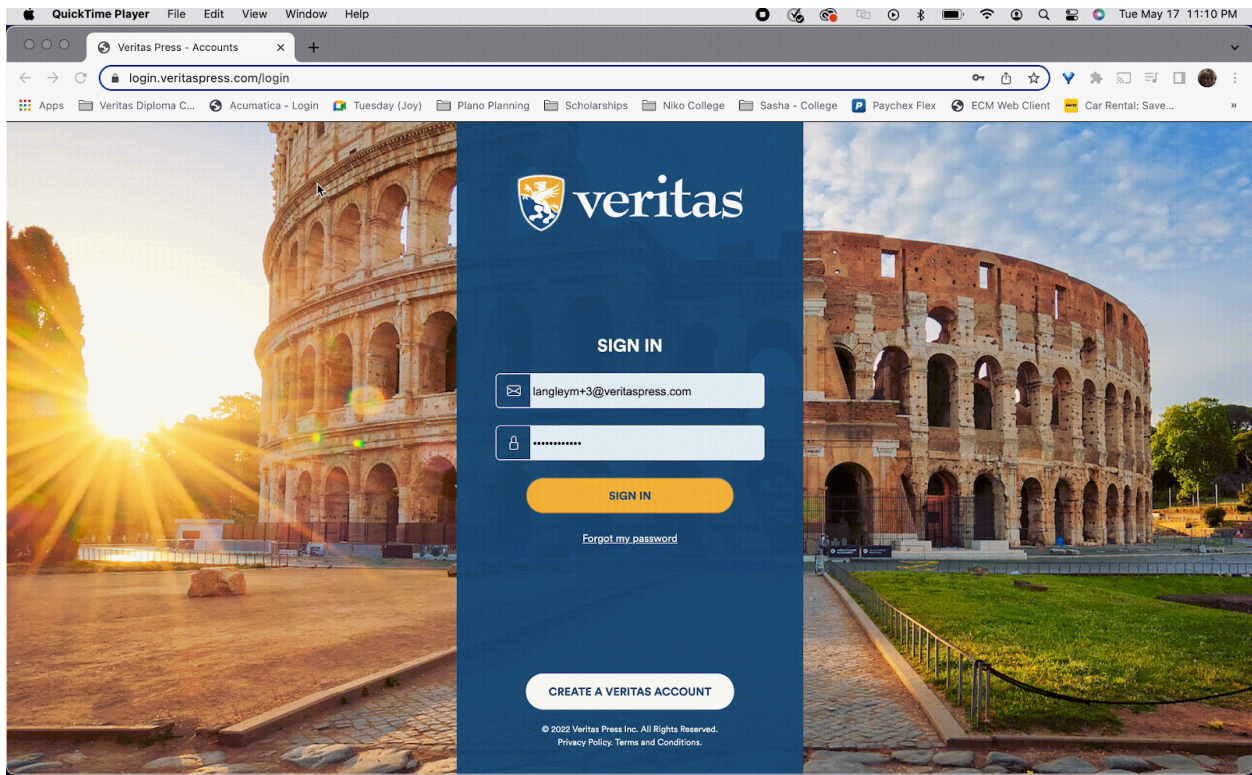 QuickTime Player File Edit View Window Help Tue May 17 11:10 PM
Veritas Press - Accounts
login.veritaspress.com/login
Apps Veritas Diploma C... Acumatica - Login Tuesday (Joy) Plano Planning Scholarships Niko College Sasha - College Paychex Flex ECM Web Client Car Rental: Save... »
veritas
SIGN IN
langleym+3@veritaspress.com
••••••••••••
SIGN IN
Forgot my password
CREATE A VERITAS ACCOUNT
© 2022 Veritas Press Inc. All Rights Reserved.
Privacy Policy. Terms and Conditions.